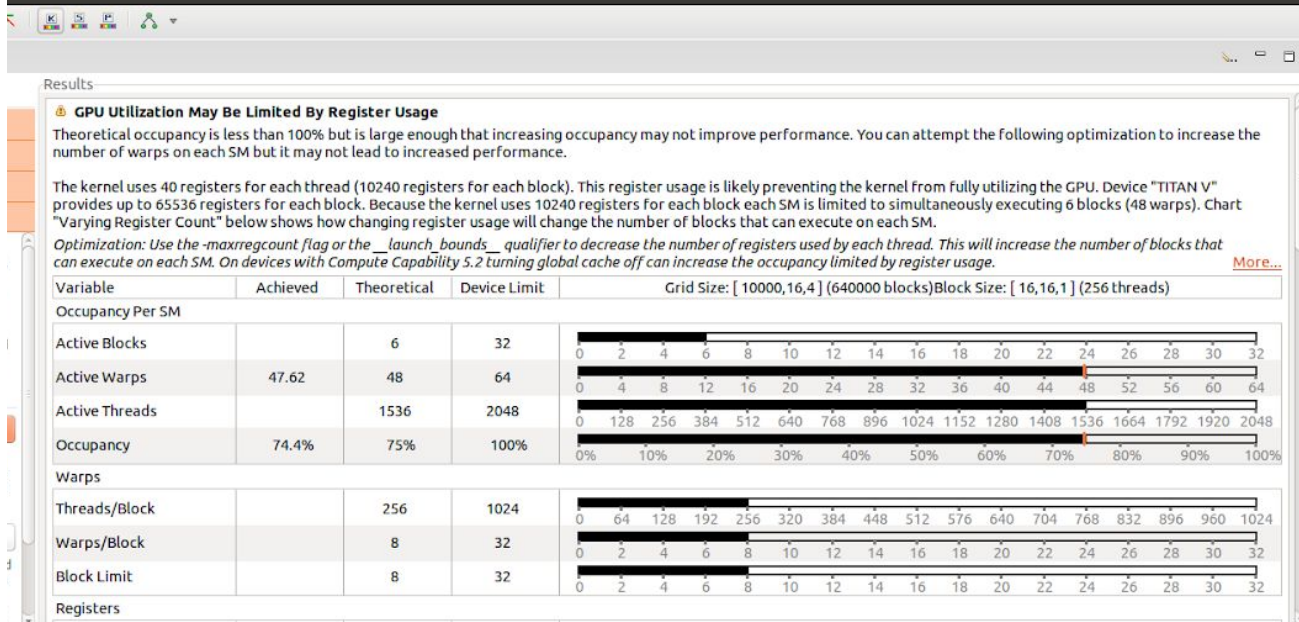 K S P
Results
GPU Utilization May Be Limited By Register Usage
Theoretical occupancy is less than 100% but is large enough that increasing occupancy may not improve performance. You can attempt the following optimization to increase the
number of warps on each SM but it may not lead to increased performance.
The kernel uses 40 registers for each thread (10240 registers for each block). This register usage is likely preventing the kernel from fully utilizing the GPU. Device "TITAN V"
provides up to 65536 registers for each block. Because the kernel uses 10240 registers for each block each SM is limited to simultaneously executing 6 blocks (48 warps). Chart
"Varying Register Count" below shows how changing register usage will change the number of blocks that can execute on each SM.
Optimization: Use the -maxrregcount flag or the __launch_bounds__ qualifier to decrease the number of registers used by each thread. This will increase the number of blocks that
can execute on each SM. On devices with Compute Capability 5.2 turning global cache off can increase the occupancy limited by register usage. More...
Variable Achieved Theoretical Device Limit Grid Size: [ 10000,16,4 ] (640000 blocks)Block Size: [ 16,16,1 ] (256 threads)
Occupancy Per SM
Active Blocks 6 32
0 2 4 6 8 10 12 14 16 18 20 22 24 26 28 30 32
Active Warps 47.62 48 64
0 4 8 12 16 20 24 28 32 36 40 44 48 52 56 60 64
Active Threads 1536 2048
0 128 256 384 512 640 768 896 1024 1152 1280 1408 1536 1664 1792 1920 2048
Occupancy 74.4% 75% 100%
0% 10% 20% 30% 40% 50% 60% 70% 80% 90% 100%
Warps
Threads/Block 256 1024
0 64 128 192 256 320 384 448 512 576 640 704 768 832 896 960 1024
Warps/Block 8 32
0 2 4 6 8 10 12 14 16 18 20 22 24 26 28 30 32
Block Limit 8 32
0 2 4 6 8 10 12 14 16 18 20 22 24 26 28 30 32
Registers